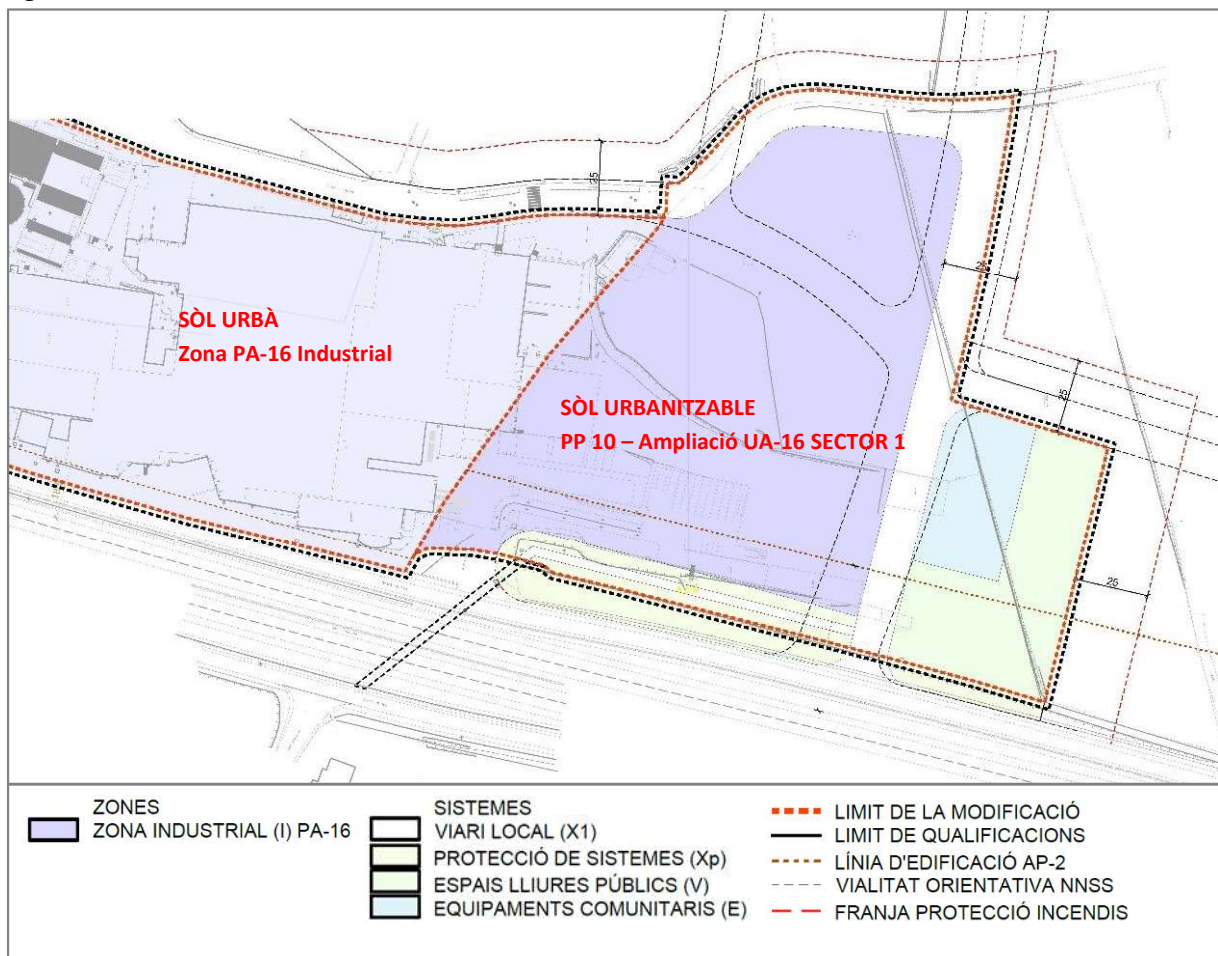 25
25
SÒL URBÀ
Zona PA-16 Industrial
25
SÒL URBANITZABLE
PP 10 – Ampliació UA-16 SECTOR 1
25
ZONES
ZONA INDUSTRIAL (I) PA-16
SISTEMES
VIARI LOCAL (X1)
PROTECCIÓ DE SISTEMES (Xp)
ESPAIS LLIURES PÚBLICS (V)
EQUIPAMENTS COMUNITARIS (E)
LIMIT DE LA MODIFICACIÓ
LIMIT DE QUALIFICACIONS
LÍNIA D'EDIFICACIÓ AP-2
VIALITAT ORIENTATIVA NNSS
FRANJA PROTECCIÓ INCENDIS